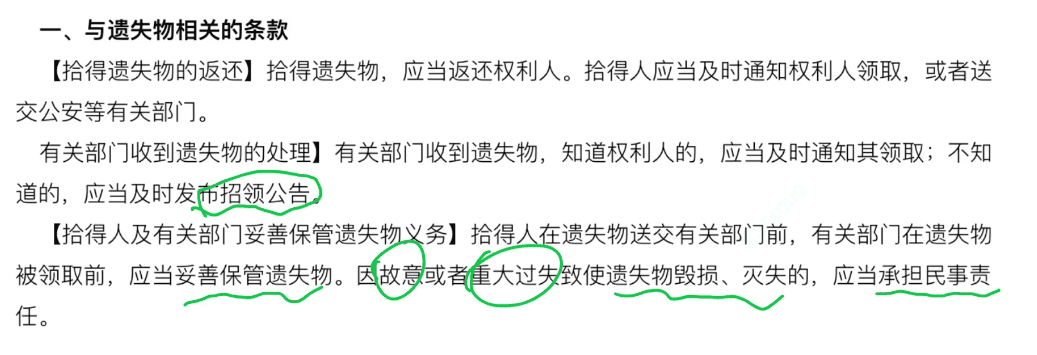 一、与遗失物相关的条款
【拾得遗失物的返还】拾得遗失物，应当返还权利人。拾得人应当及时通知权利人领取，或者送
交公安等有关部门。
有关部门收到遗失物的处理】有关部门收到遗失物，知道权利人的，应当及时通知其领取；不知
道的，应当及时发布招领公告。
【拾得人及有关部门妥善保管遗失物义务】拾得人在遗失物送交有关部门前，有关部门在遗失物
被领取前，应当妥善保管遗失物。因故意或者重大过失致使遗失物毁损、灭失的，应当承担民事责
任。